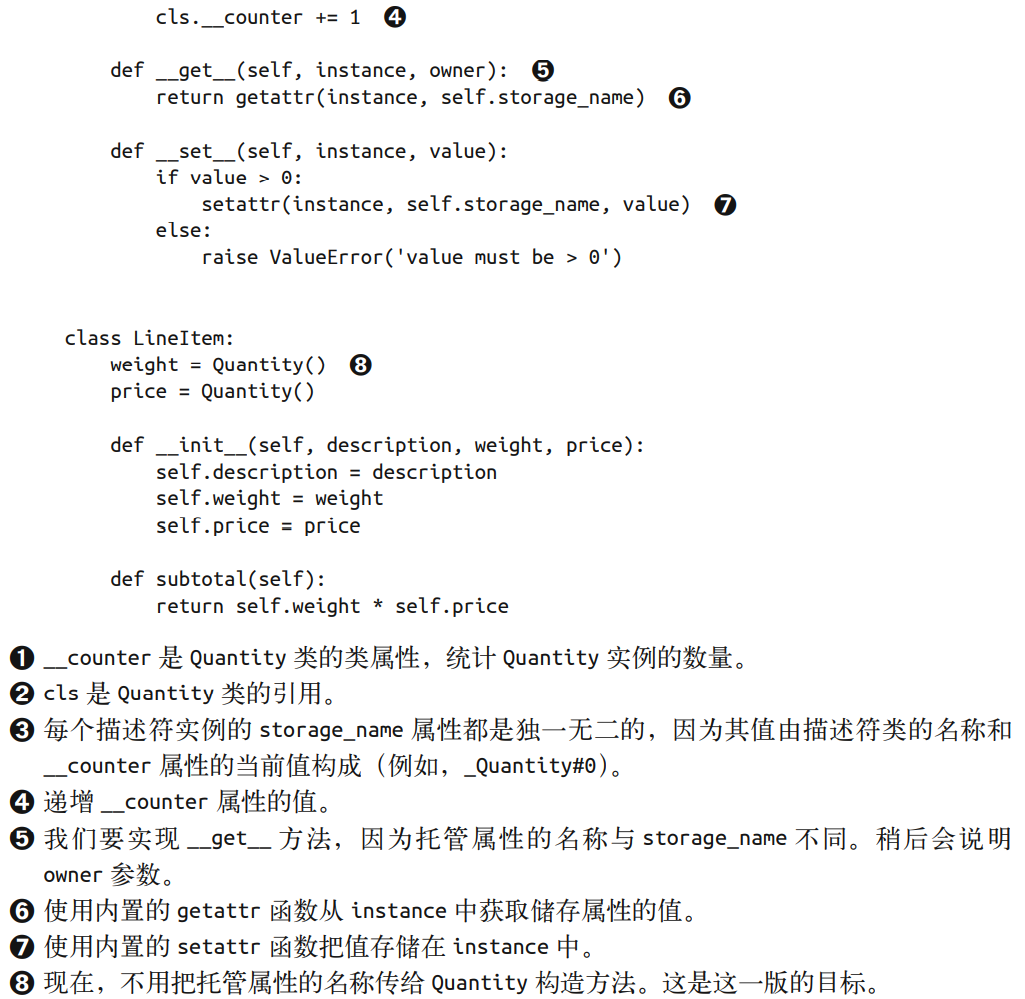 cls.__counter += 1 ❹
def __get__(self, instance, owner): ❺
return getattr(instance, self.storage_name) ❻
def __set__(self, instance, value):
if value > 0:
setattr(instance, self.storage_name, value) ❼
else:
raise ValueError('value must be > 0')
class LineItem:
weight = Quantity() ❽
price = Quantity()
def __init__(self, description, weight, price):
self.description = description
self.weight = weight
self.price = price
def subtotal(self):
return self.weight * self.price
❶ __counter 是 Quantity 类的类属性，统计 Quantity 实例的数量。
❷ cls 是 Quantity 类的引用。
❸ 每个描述符实例的 storage_name 属性都是独一无二的，因为其值由描述符类的名称和
__counter 属性的当前值构成（例如，_Quantity#0）。
❹ 递增 __counter 属性的值。
❺ 我们要实现 __get__ 方法，因为托管属性的名称与 storage_name 不同。稍后会说明
owner 参数。
❻ 使用内置的 getattr 函数从 instance 中获取储存属性的值。
❼ 使用内置的 setattr 函数把值存储在 instance 中。
❽ 现在，不用把托管属性的名称传给 Quantity 构造方法。这是这一版的目标。